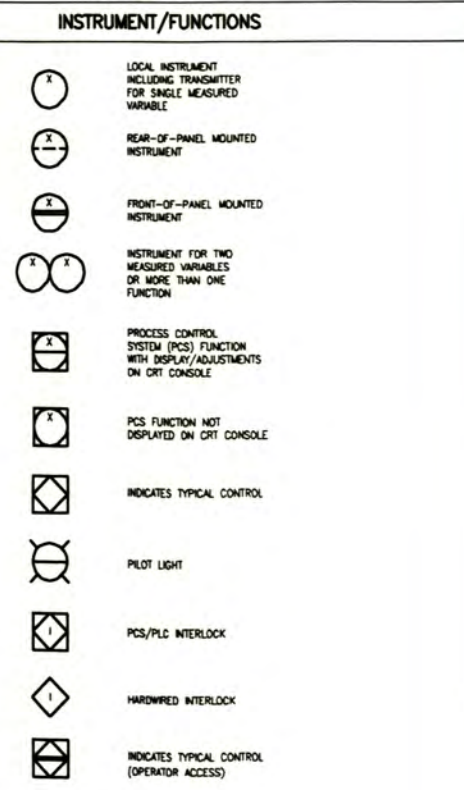 INSTRUMENT/FUNCTIONS
X
LOCAL INSTRUMENT
INCLUDING TRANSMITTER
FOR SINGLE MEASURED
VARIABLE
X
REAR-OF-PANEL MOUNTED
INSTRUMENT
X
FRONT-OF-PANEL MOUNTED
INSTRUMENT
X X
INSTRUMENT FOR TWO
MEASURED VARIABLES
OR MORE THAN ONE
FUNCTION
X
PROCESS CONTROL
SYSTEM (PCS) FUNCTION
WITH DISPLAY/ADJUSTMENTS
ON CRT CONSOLE
X
PCS FUNCTION NOT
DISPLAYED ON CRT CONSOLE
INDICATES TYPICAL CONTROL
PILOT LIGHT
I
PCS/PLC INTERLOCK
I
HARDWIRED INTERLOCK
INDICATES TYPICAL CONTROL
(OPERATOR ACCESS)